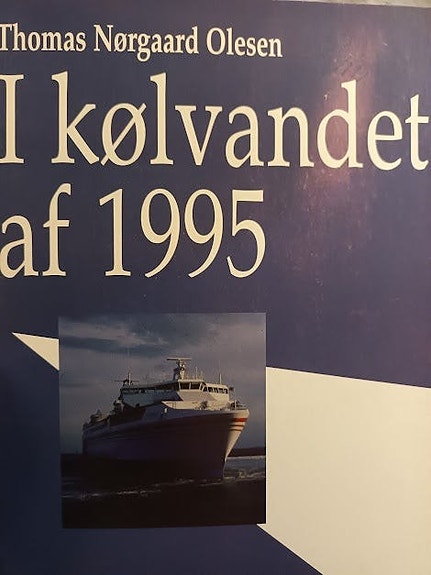 Thomas Nørgaard Olesen
I kølvandet
af 1995